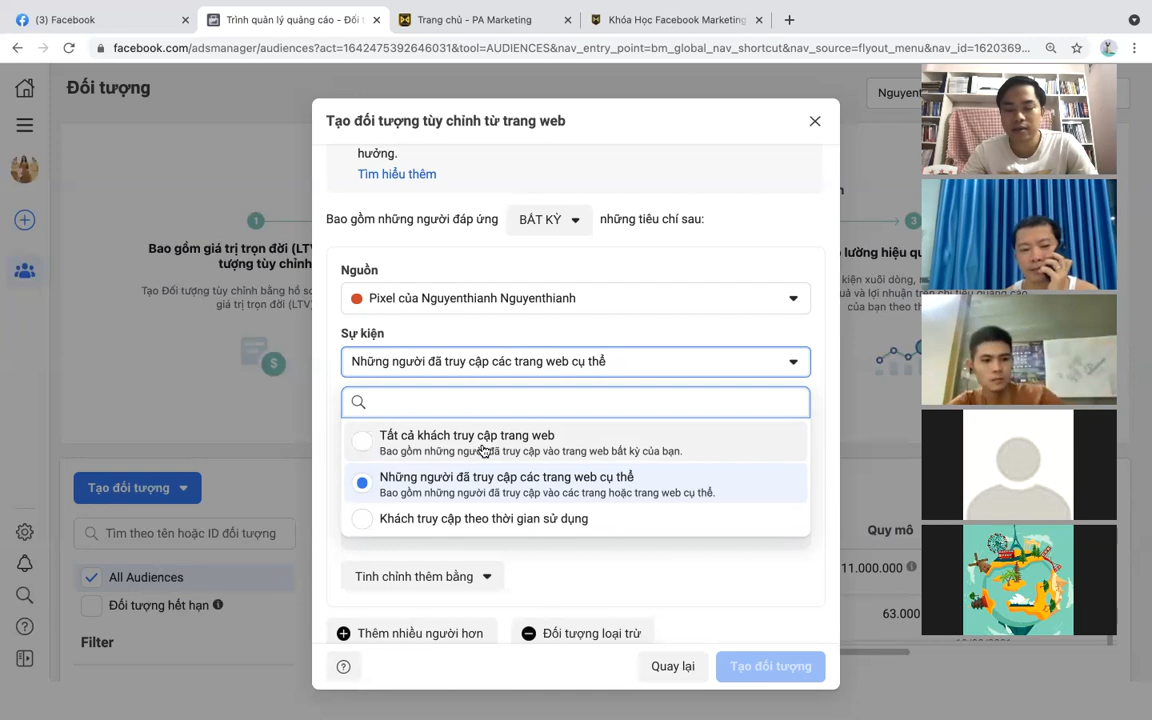 (3) Facebook
Trình quản lý quảng cáo - Đối t
Trang chủ - PA Marketing
Khóa Học Facebook Marketing
facebook.com/adsmanager/audiences?act=1642475392646031&tool=AUDIENCES&nav_entry_point=bm_global_nav_shortcut&nav_source=flyout_menu&nav_id=1620369...
Đối tượng
Nguyent
Tạo đối tượng tùy chỉnh từ trang web
hưởng.
Tìm hiểu thêm
Bao gồm những người đáp ứng BẤT KỲ những tiêu chí sau:
1
3
Bao gồm giá trị trọn đời (LT
tượng tùy chỉn
Tạo Đối tượng tùy chỉnh bằng hồ s
giá trị trọn đời (LTV)
lường hiệu q
kiện xuôi dòng,
uả và lợi nhuận trên
của bạn theo th
Nguồn
Pixel của Nguyenthianh Nguyenthianh
Sự kiện
Những người đã truy cập các trang web cụ thể
Tất cả khách truy cập trang web
Bao gồm những người đã truy cập vào trang web bất kỳ của bạn.
Những người đã truy cập các trang web cụ thể
Bao gồm những người đã truy cập vào các trang hoặc trang web cụ thể.
Khách truy cập theo thời gian sử dụng
Tinh chỉnh thêm bằng
Thêm nhiều người hơn
Đối tượng loại trừ
Quay lại
Tạo đối tượng
Tạo đối tượng
Tìm theo tên hoặc ID đối tượng
All Audiences
Đối tượng hết hạn
Filter
Quy mô
11.000.000
63.000